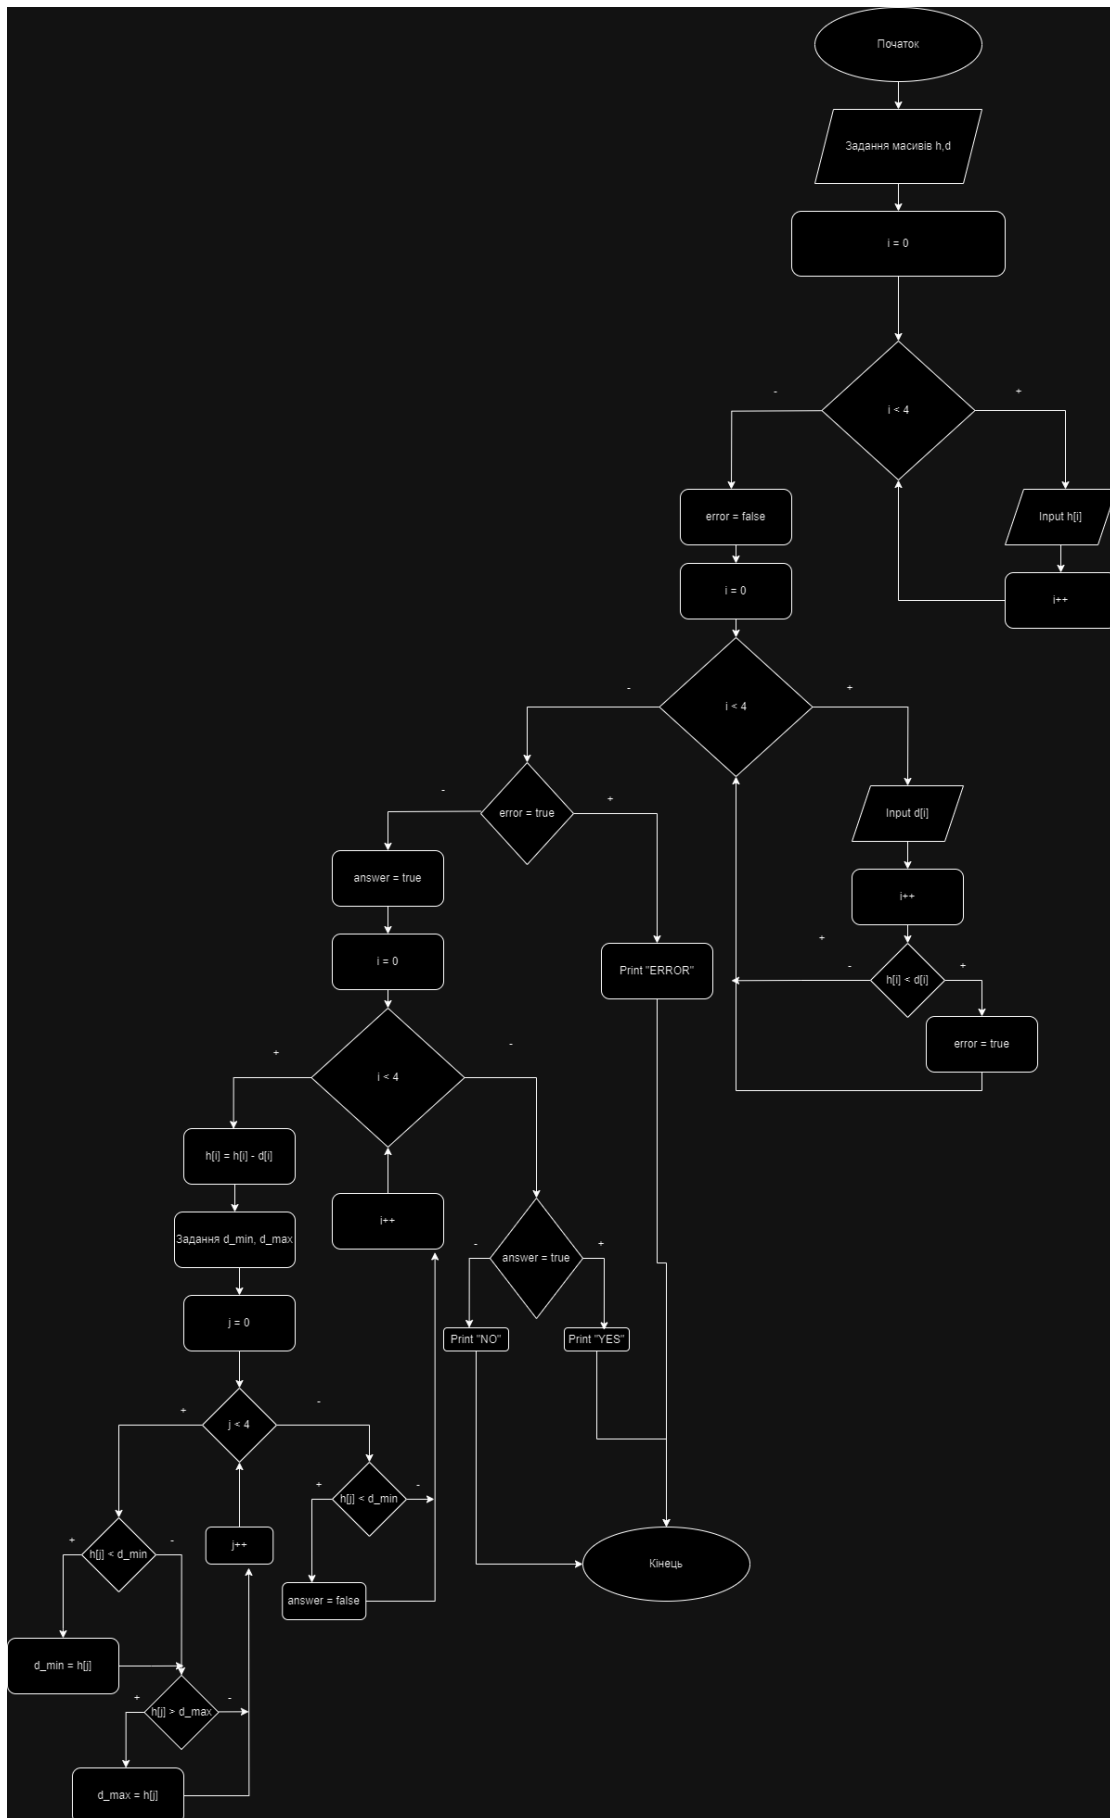 Початок
Задання масивів h,d
i = 0
i < 4
-
+
Input h[i]
i++
error = false
i = 0
i < 4
-
+
Input d[i]
i++
+
h[i] < d[i]
-
+
error = true
error = true
-
+
Print "ERROR"
answer = true
i = 0
i < 4
+
-
h[i] = h[i] - d[i]
Задання d_min, d_max
i++
j = 0
answer = true
-
+
Print "NO"
Print "YES"
j < 4
+
-
h[j] < d_min
+
-
answer = false
j++
h[j] < d_min
+
-
d_min = h[j]
h[j] > d_max
+
-
d_max = h[j]
Кінець